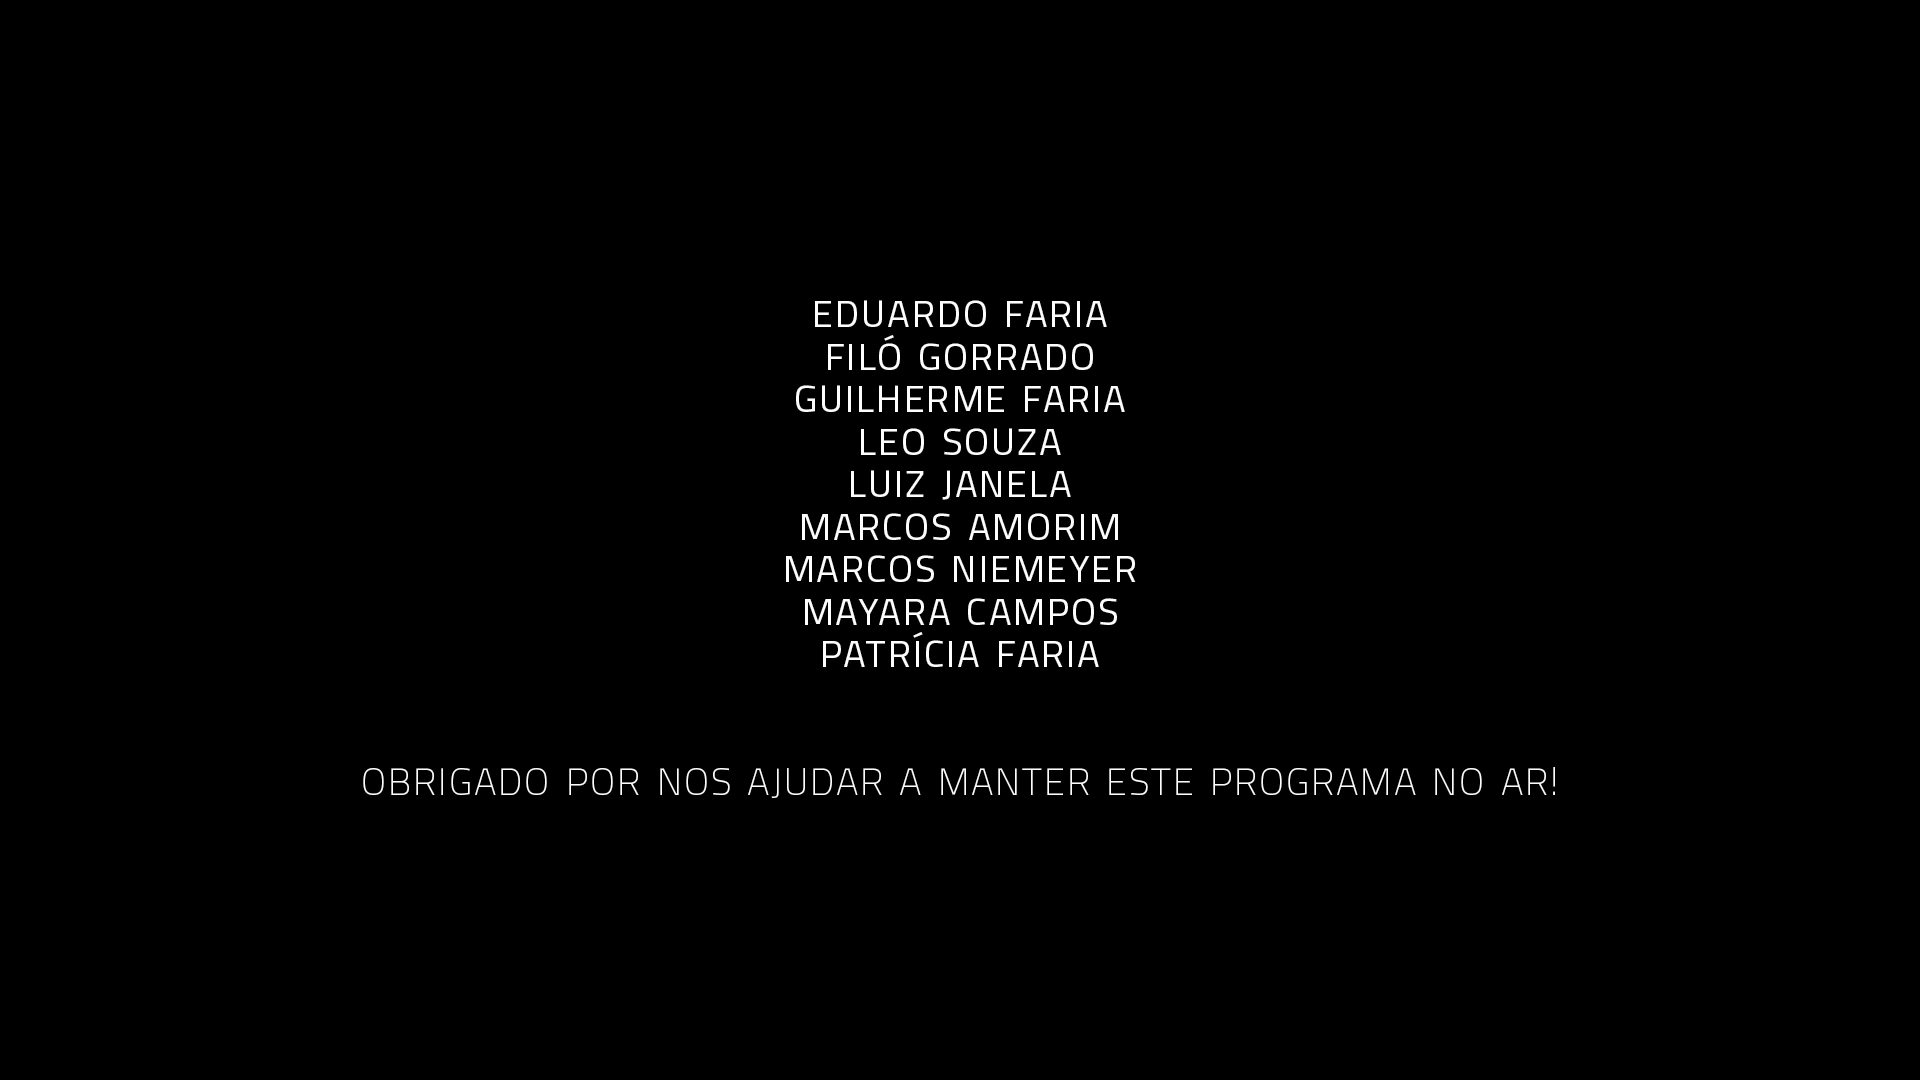 EDUARDO FARIA
FILÓ GORRADO
GUILHERME FARIA
LEO SOUZA
LUIZ JANELA
MARCOS AMORIM
MARCOS NIEMEYER
MAYARA CAMPOS
PATRÍCIA FARIA
OBRIGADO POR NOS AJUDAR A MANTER ESTE PROGRAMA NO AR!